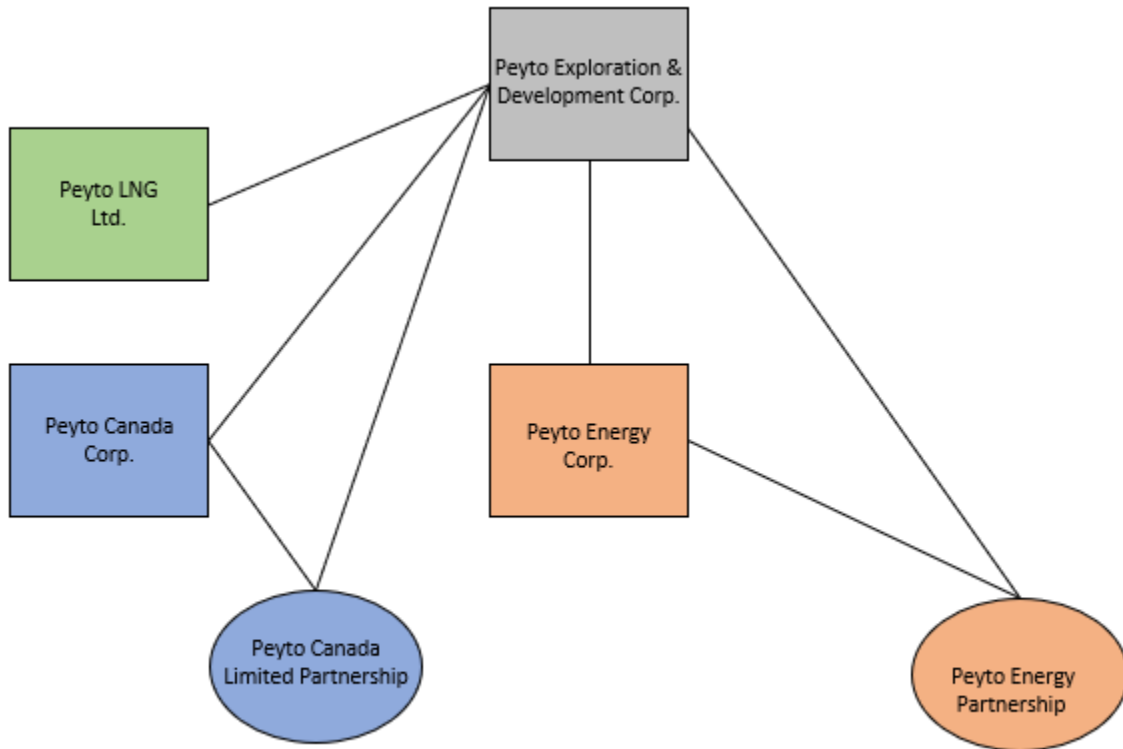 Peyto Exploration &
Development Corp.
Peyto LNG
Ltd.
Peyto Canada
Corp.
Peyto Energy
Corp.
Peyto Canada
Limited Partnership
Peyto Energy
Partnership